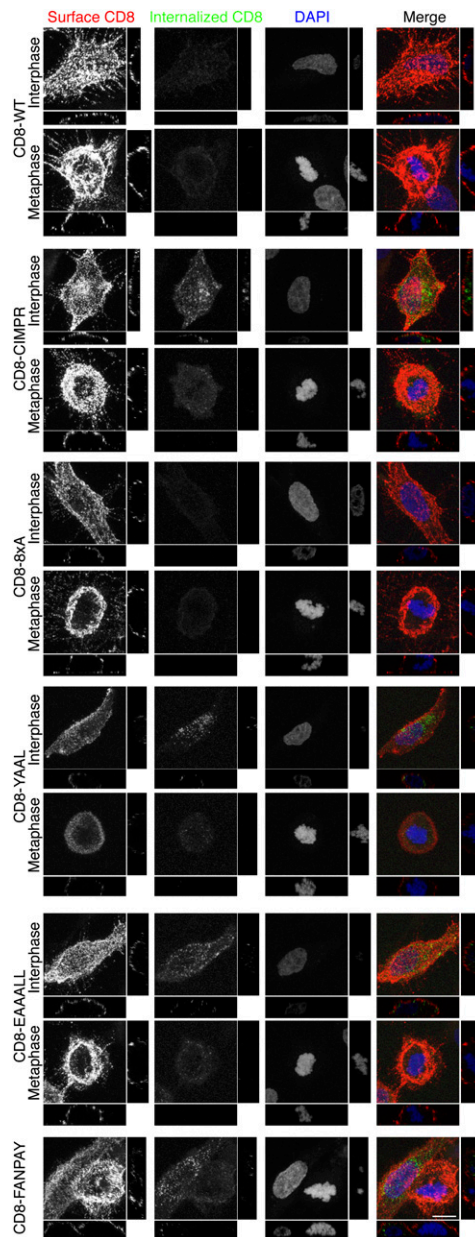 Surface CD8 Internalized CD8 DAPI Merge
CD8-WT
Interphase
Metaphase
CD8-CIMPR
Interphase
Metaphase
CD8-8xA
Interphase
Metaphase
CD8-YAAL
Interphase
Metaphase
CD8-EAAALL
Interphase
Metaphase
CD8-FANPAY